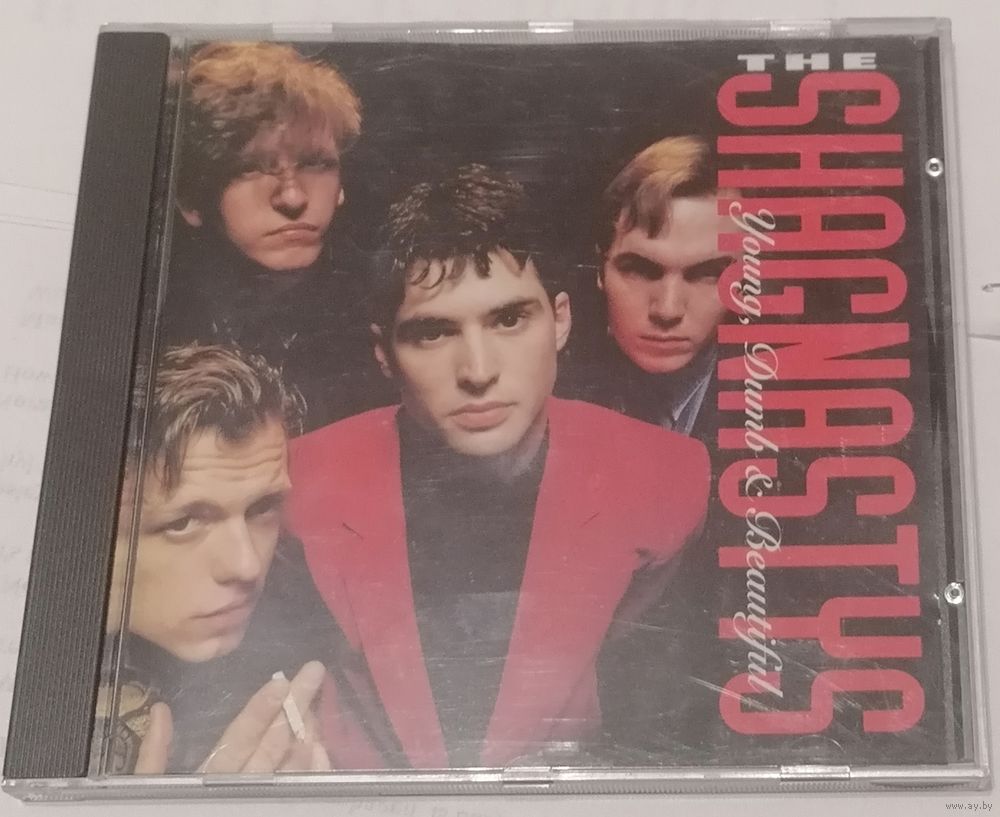 THE
SHAGNASTYS
Young, Dumb & Beautiful
www.ay.by